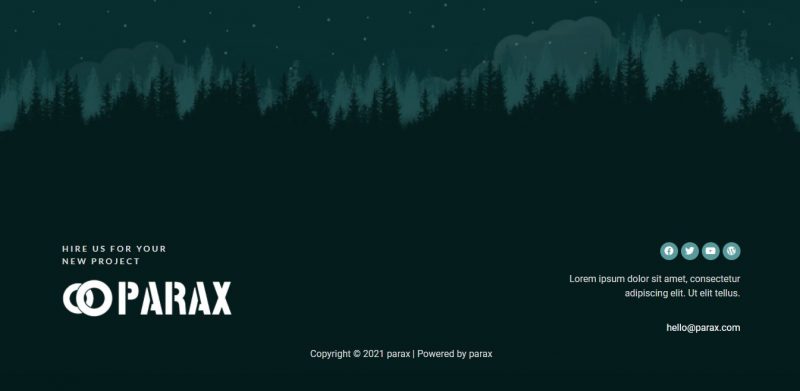 HIRE US FOR YOUR
NEW PROJECT
PARAX
Lorem ipsum dolor sit amet, consectetur
adipiscing elit. Ut elit tellus.
hello@parax.com
Copyright © 2021 parax | Powered by parax